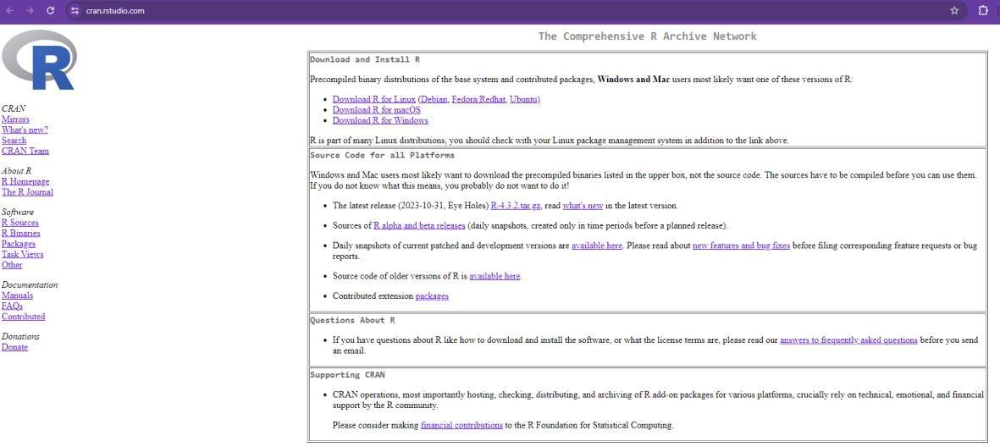 cran.rstudio.com
R
CRAN
Mirrors
What's new?
Search
CRAN Team
About R
R Homepage
The R Journal
Software
R Sources
R Binaries
Packages
Task Views
Other
Documentation
Manuals
FAQs
Contributed
Donations
Donate
The Comprehensive R Archive Network
Download and Install R
Precompiled binary distributions of the base system and contributed packages, Windows and Mac users most likely want one of these versions of R:
• Download R for Linux (Debian, Fedora/Redhat, Ubuntu)
• Download R for macOS
• Download R for Windows
R is part of many Linux distributions, you should check with your Linux package management system in addition to the link above.
Source Code for all Platforms
Windows and Mac users most likely want to download the precompiled binaries listed in the upper box, not the source code. The sources have to be compiled before you can use them.
If you do not know what this means, you probably do not want to do it!
• The latest release (2023-10-31, Eye Holes) R-4.3.2.tar.gz, read what's new in the latest version.
• Sources of R alpha and beta releases (daily snapshots, created only in time periods before a planned release).
• Daily snapshots of current patched and development versions are available here. Please read about new features and bug fixes before filing corresponding feature requests or bug
reports.
• Source code of older versions of R is available here.
• Contributed extension packages
Questions About R
• If you have questions about R like how to download and install the software, or what the license terms are, please read our answers to frequently asked questions before you send
an email.
Supporting CRAN
• CRAN operations, most importantly hosting, checking, distributing, and archiving of R add-on packages for various platforms, crucially rely on technical, emotional, and financial
support by the R community.
Please consider making financial contributions to the R Foundation for Statistical Computing.